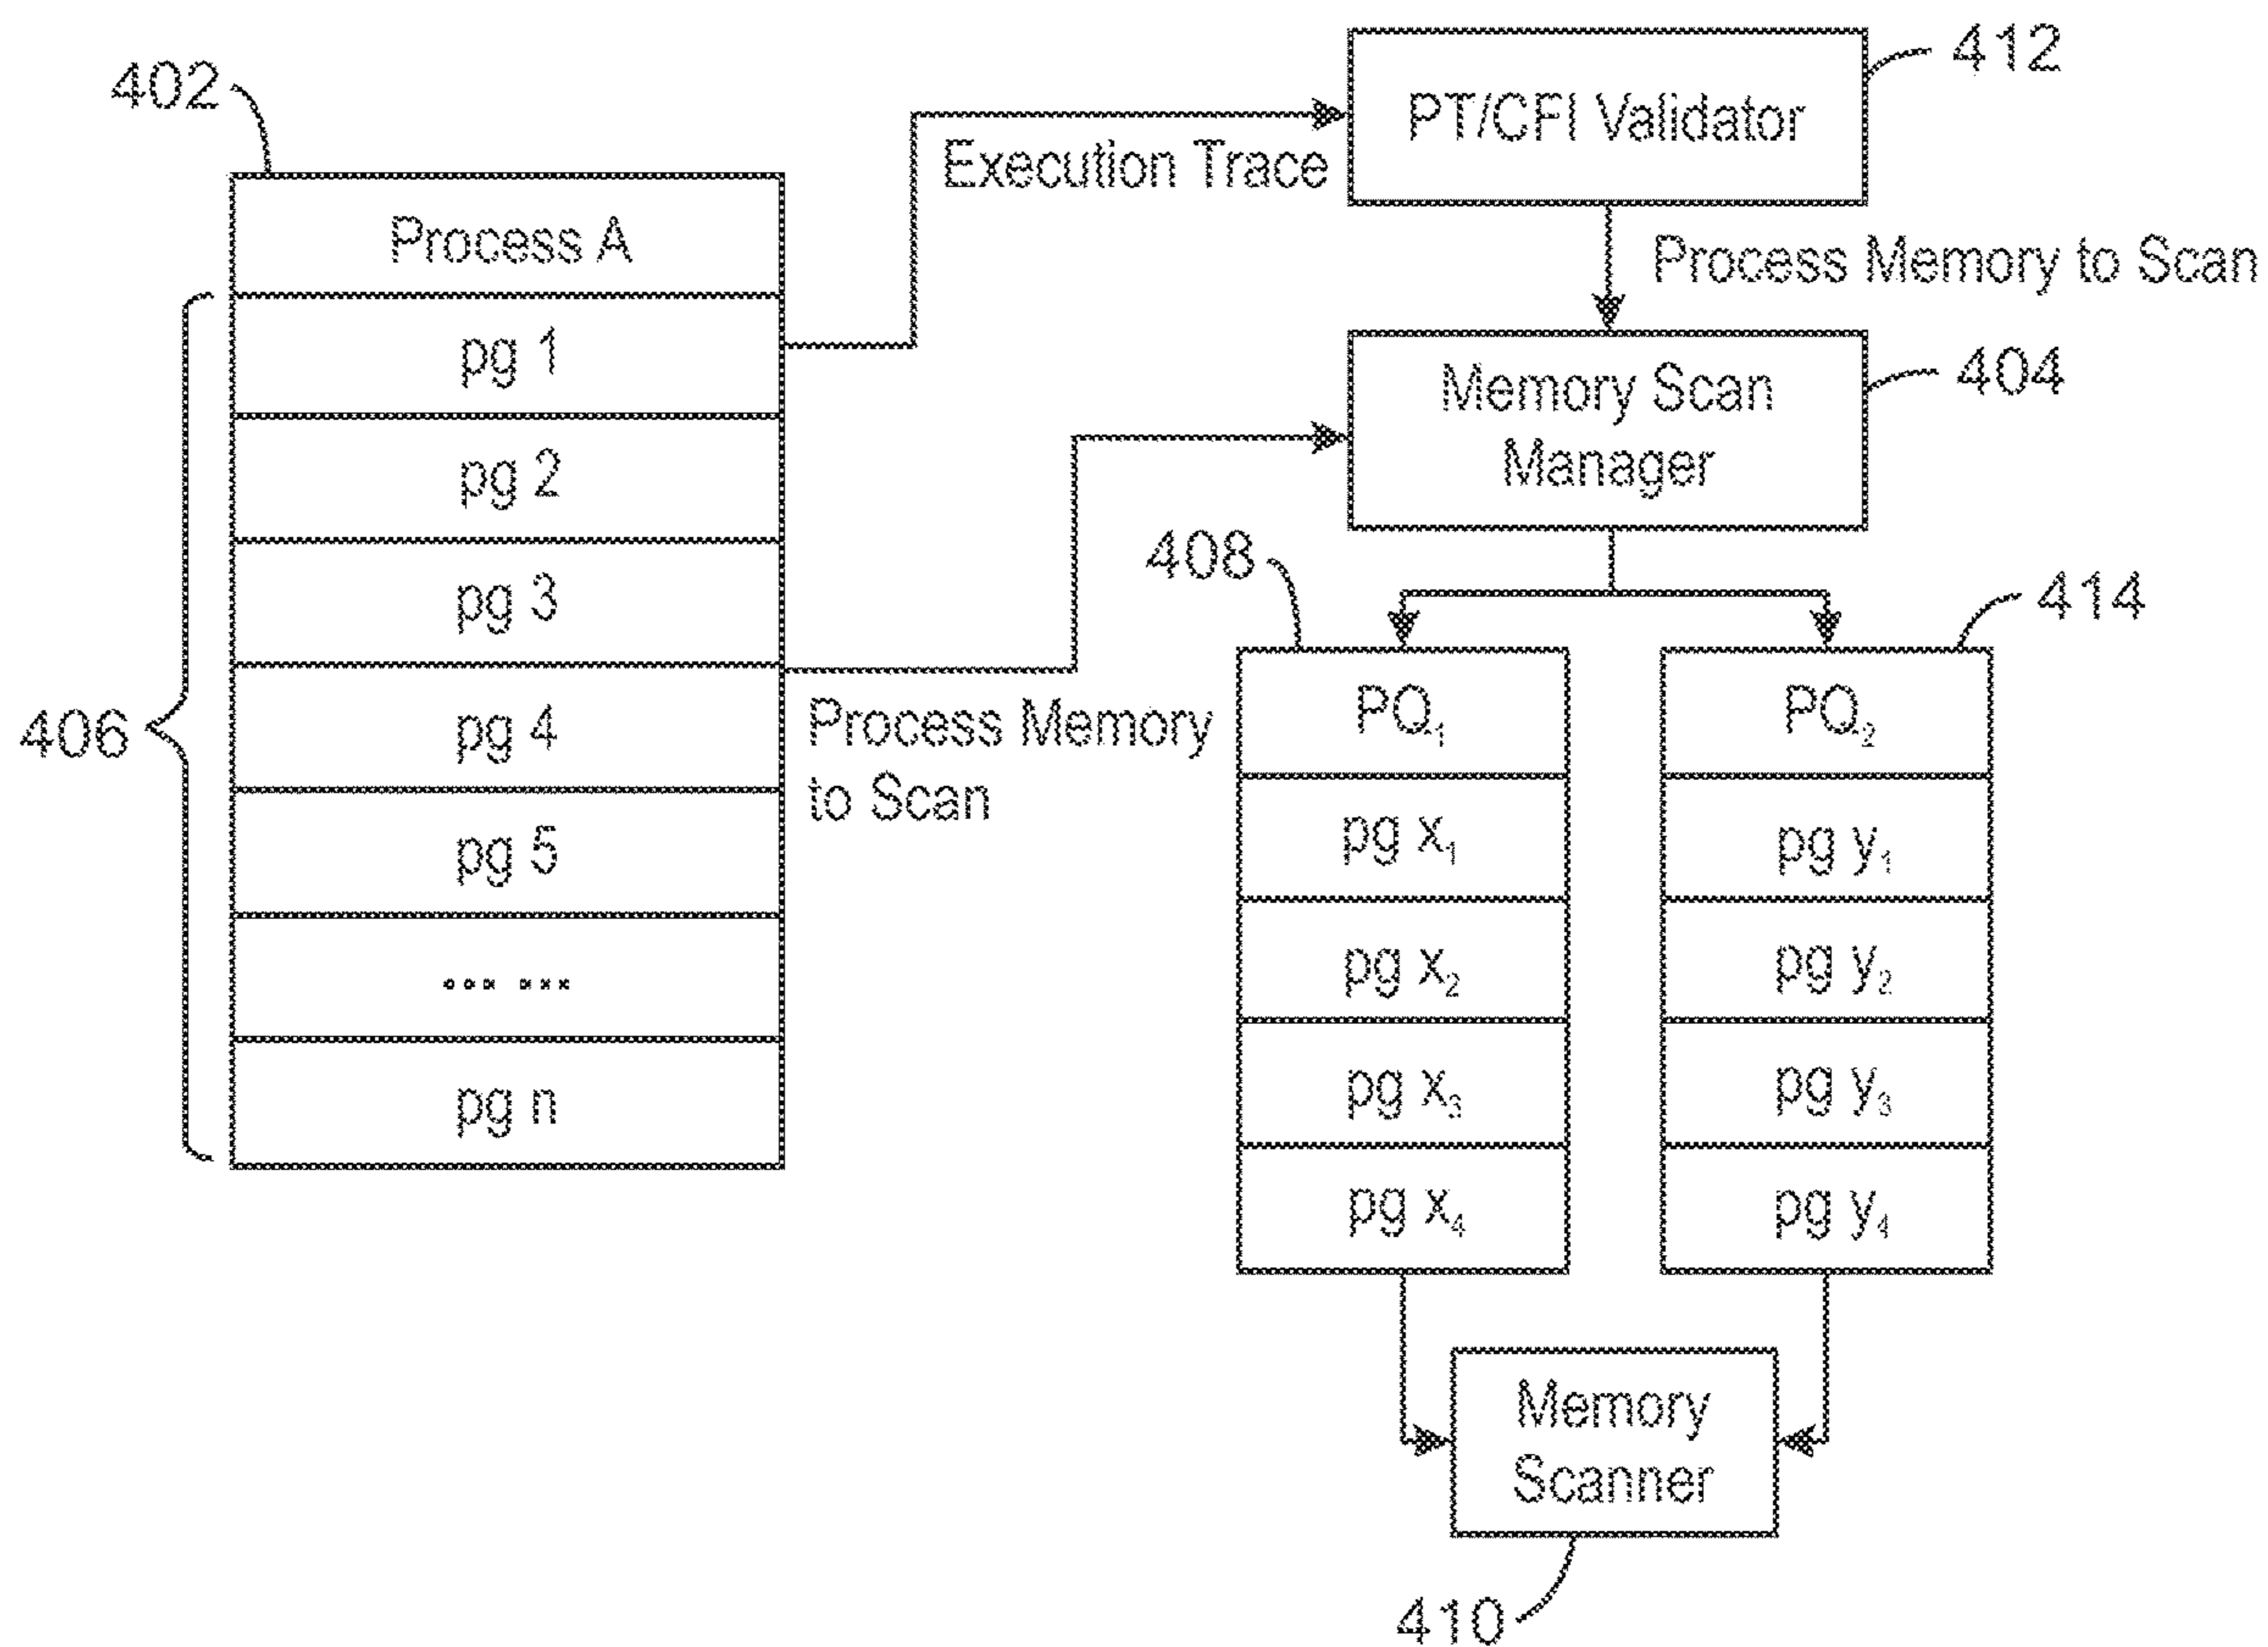 402
Process A
pg 1
pg 2
pg 3
pg 4
pg 5
... ...
pg n
406
Execution Trace
Process Memory
to Scan
PT/CFI Validator
412
Process Memory to Scan
Memory Scan
Manager
404
408
PQ₁
pg x₁
pg x₂
pg x₃
pg x₄
414
PQ₂
pg y₁
pg y₂
pg y₃
pg y₄
Memory
Scanner
410